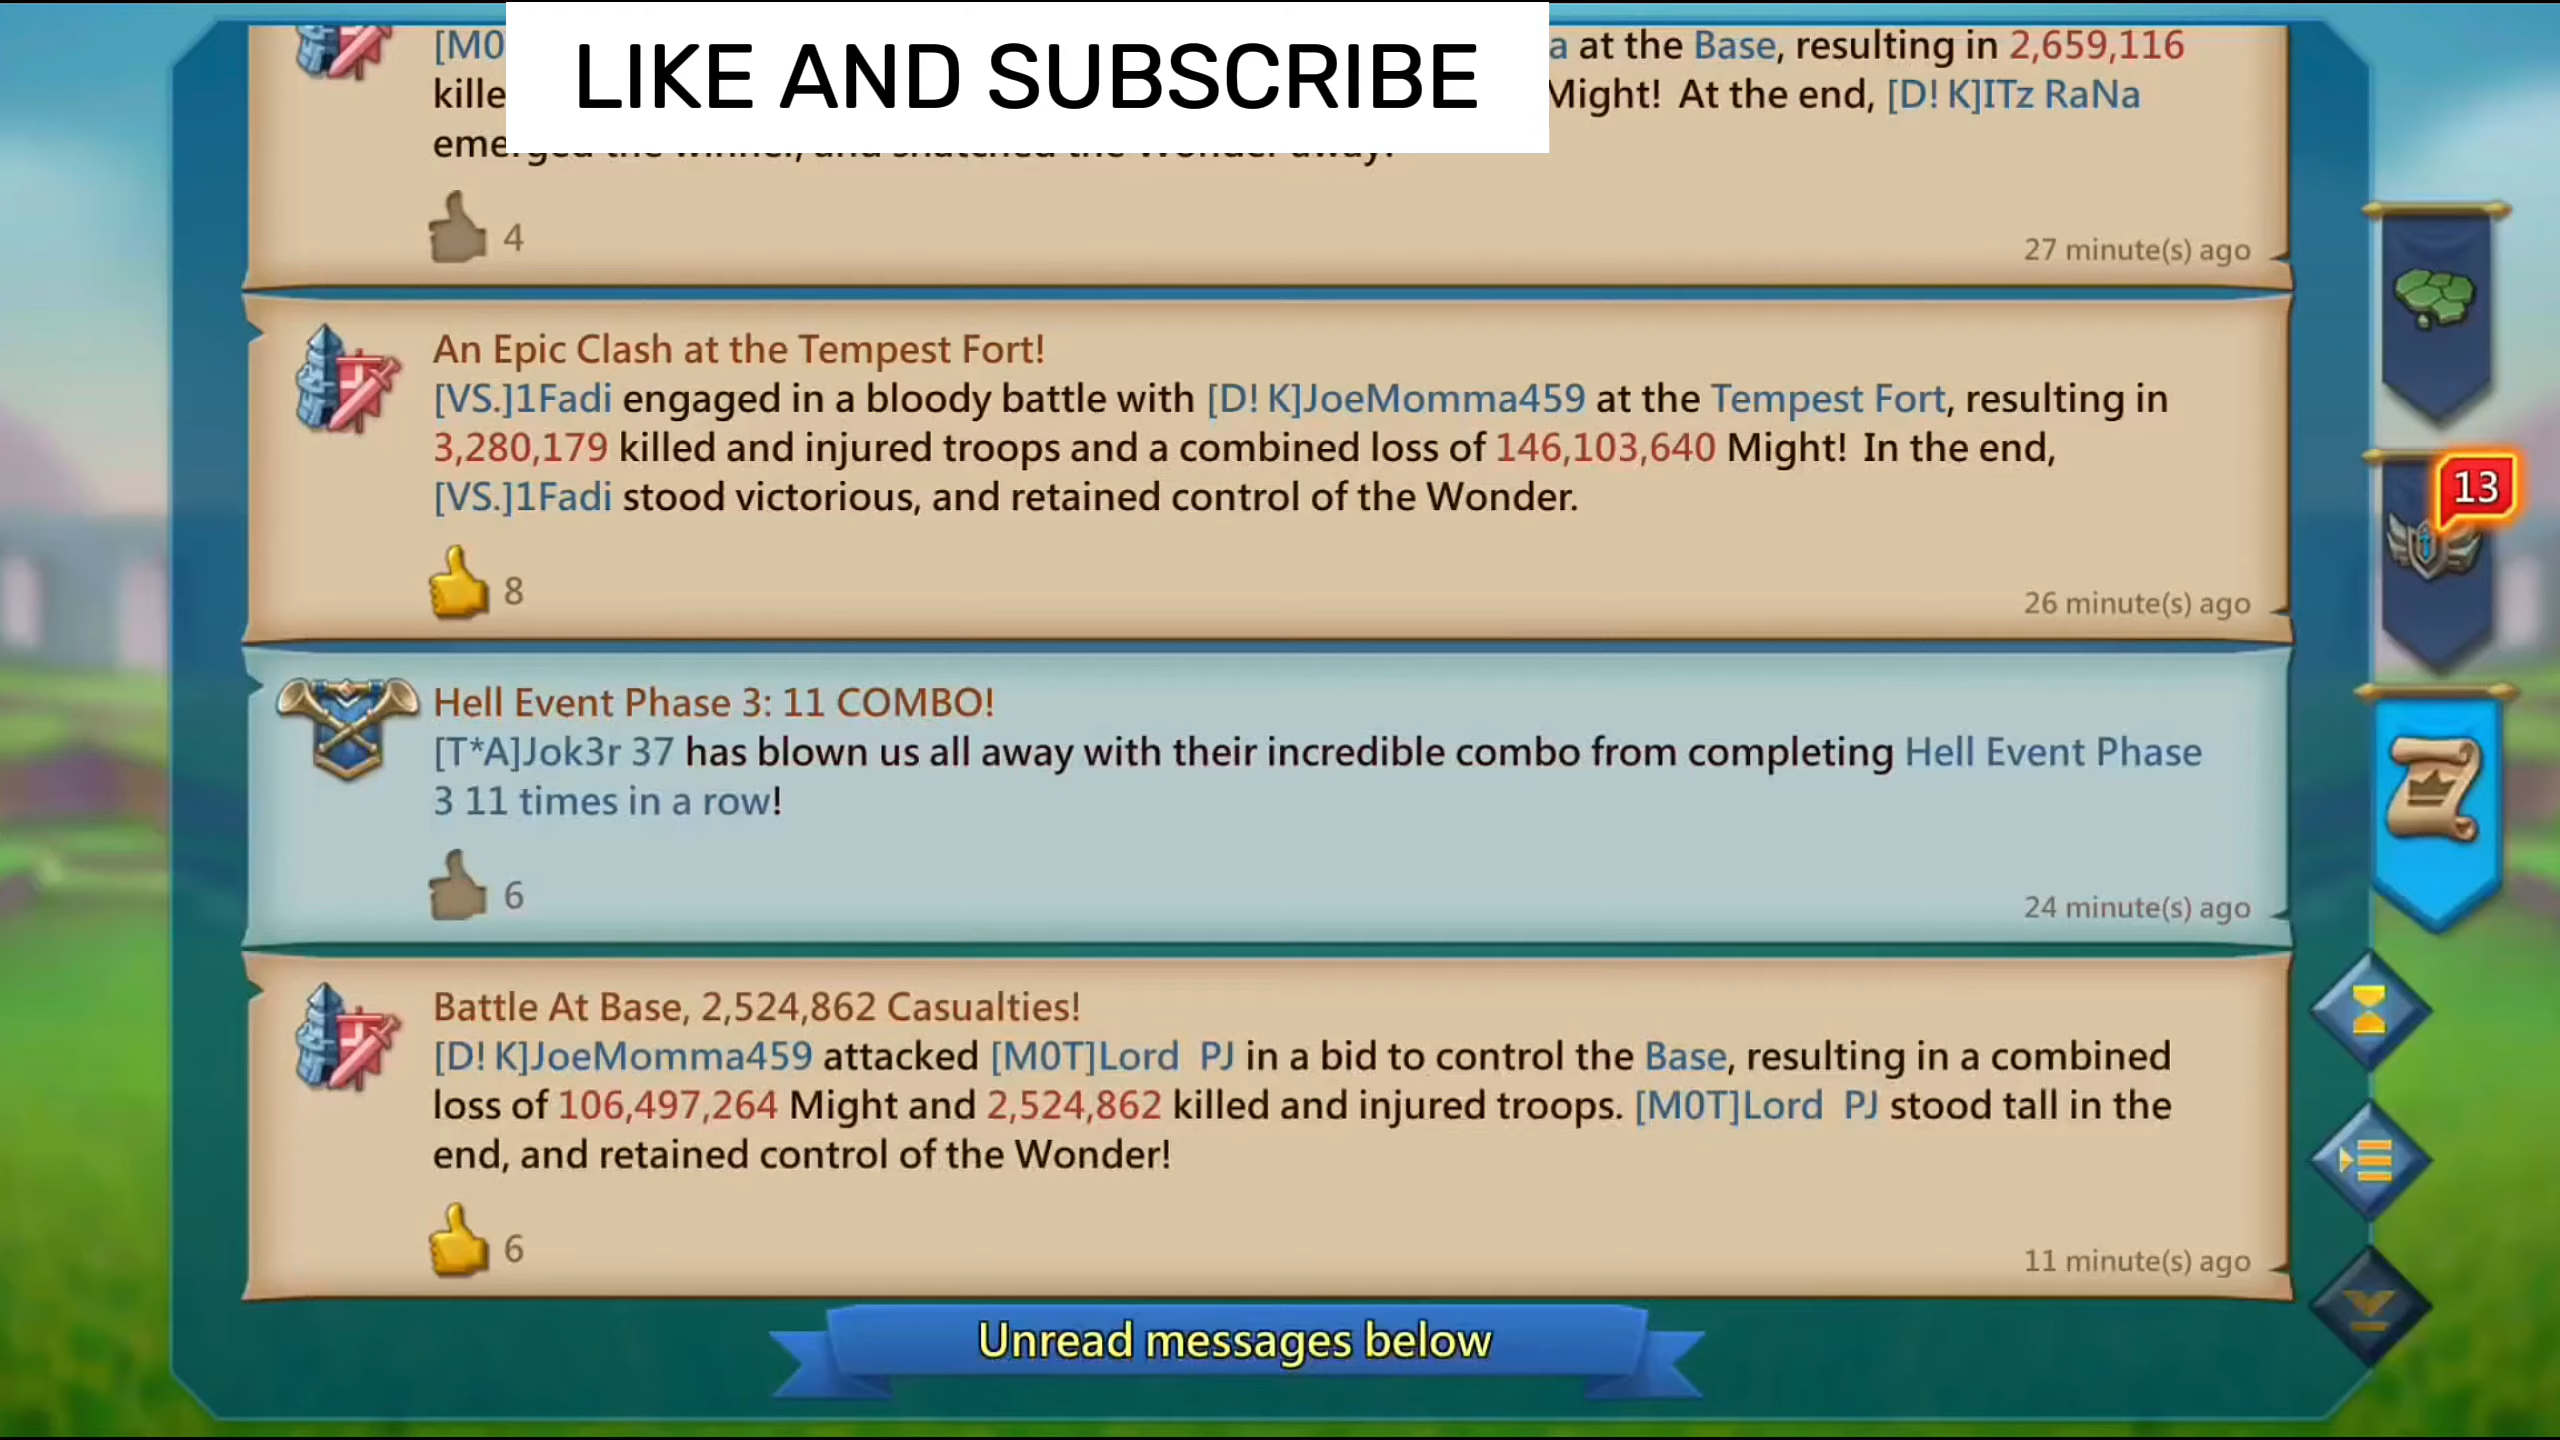 LIKE AND SUBSCRIBE
[M0 a at the Base, resulting in 2,659,116
kille Might! At the end, [D! K]ITz RaNa
emerged the winner, and snatched the Wonder away!
4
27 minute(s) ago
An Epic Clash at the Tempest Fort!
[VS.]1Fadi engaged in a bloody battle with [D! K]JoeMomma459 at the Tempest Fort, resulting in
3,280,179 killed and injured troops and a combined loss of 146,103,640 Might! In the end,
[VS.]1Fadi stood victorious, and retained control of the Wonder.
8
26 minute(s) ago
13
Hell Event Phase 3: 11 COMBO!
[T*A]Jok3r 37 has blown us all away with their incredible combo from completing Hell Event Phase
3 11 times in a row!
6
24 minute(s) ago
Battle At Base, 2,524,862 Casualties!
[D! K]JoeMomma459 attacked [M0T]Lord PJ in a bid to control the Base, resulting in a combined
loss of 106,497,264 Might and 2,524,862 killed and injured troops. [M0T]Lord PJ stood tall in the
end, and retained control of the Wonder!
6
11 minute(s) ago
Unread messages below